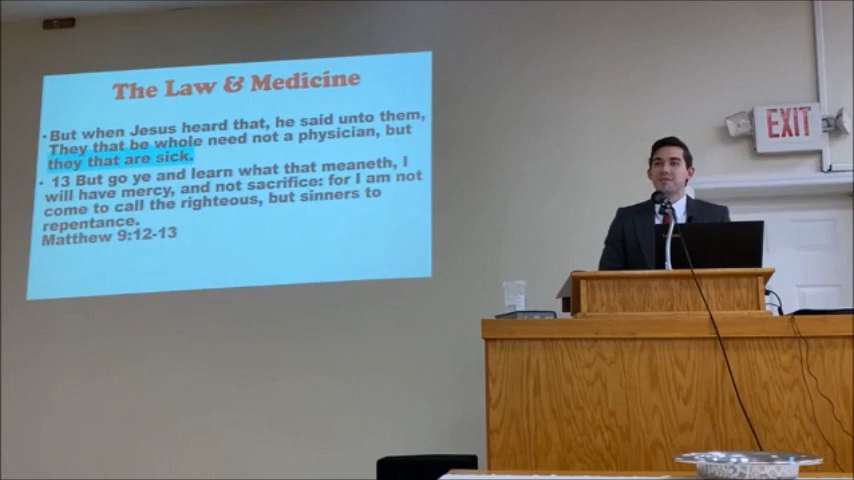 The Law & Medicine
• But when Jesus heard that, he said unto them,
They that be whole need not a physician, but
they that are sick.
• 13 But go ye and learn what that meaneth, I
will have mercy, and not sacrifice: for I am not
come to call the righteous, but sinners to
repentance.
Matthew 9:12-13
EXIT